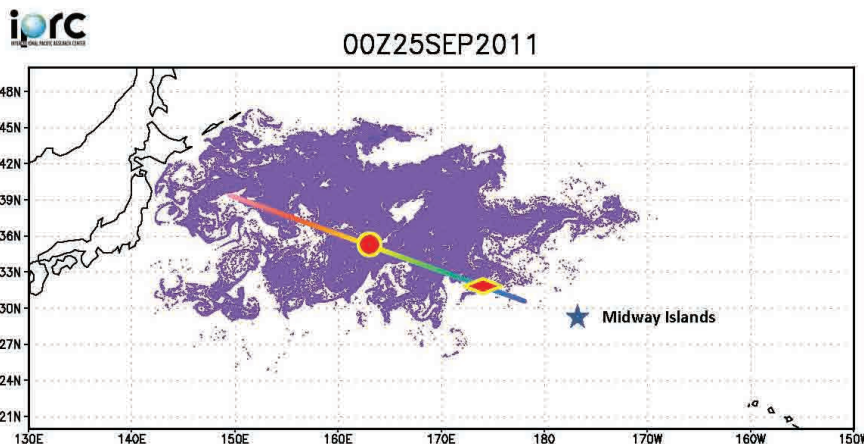 iprc
INTERNATIONAL PACIFIC RESEARCH CENTER
00Z25SEP2011
48N
45N
42N
39N
36N
33N
30N
27N
24N
21N
Midway Islands
130E 140E 150E 160E 170E 180 170W 160W 150